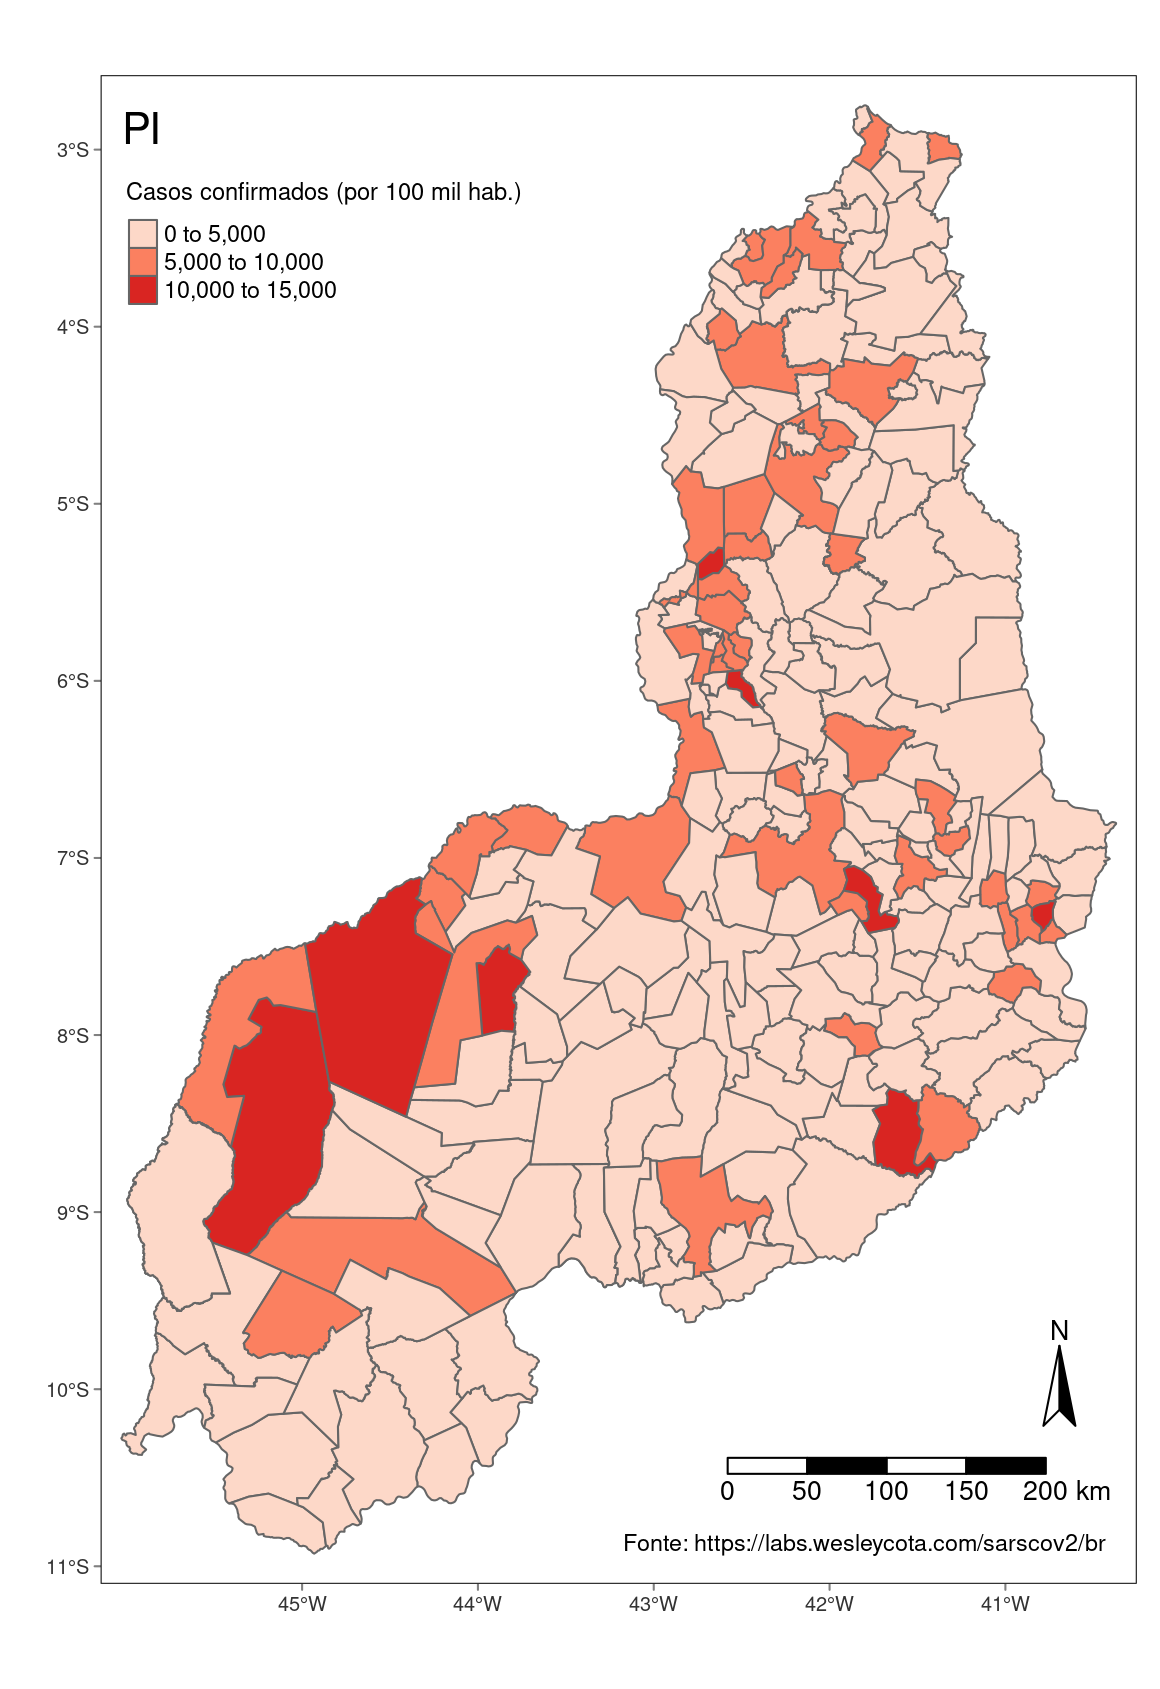 PI
Casos confirmados (por 100 mil hab.)
0 to 5,000
5,000 to 10,000
10,000 to 15,000
3°S
4°S
5°S
6°S
7°S
8°S
9°S
10°S
11°S
N
0 50 100 150 200 km
Fonte: https://labs.wesleycota.com/sarscov2/br
45°W 44°W 43°W 42°W 41°W